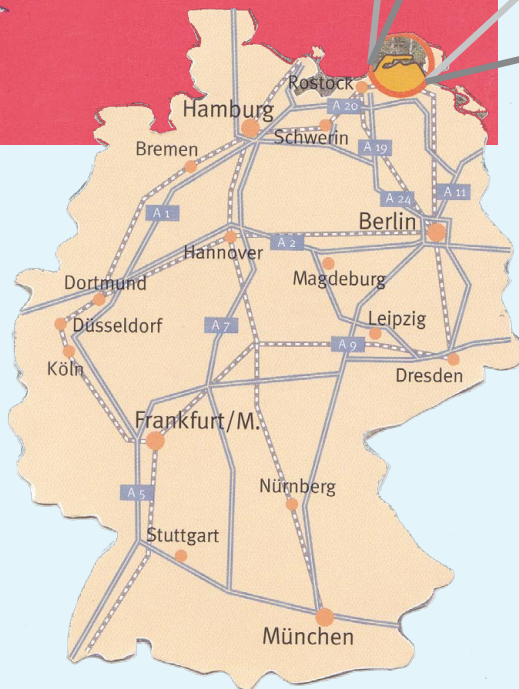 Rostock
A 20
Hamburg
Schwerin
A 19
Bremen
A 11
A 24
A 1
Berlin
A 2
Hannover
Magdeburg
Dortmund
Leipzig
Düsseldorf
A 7
A 9
Köln
Dresden
Frankfurt/M.
Nürnberg
A 5
Stuttgart
München